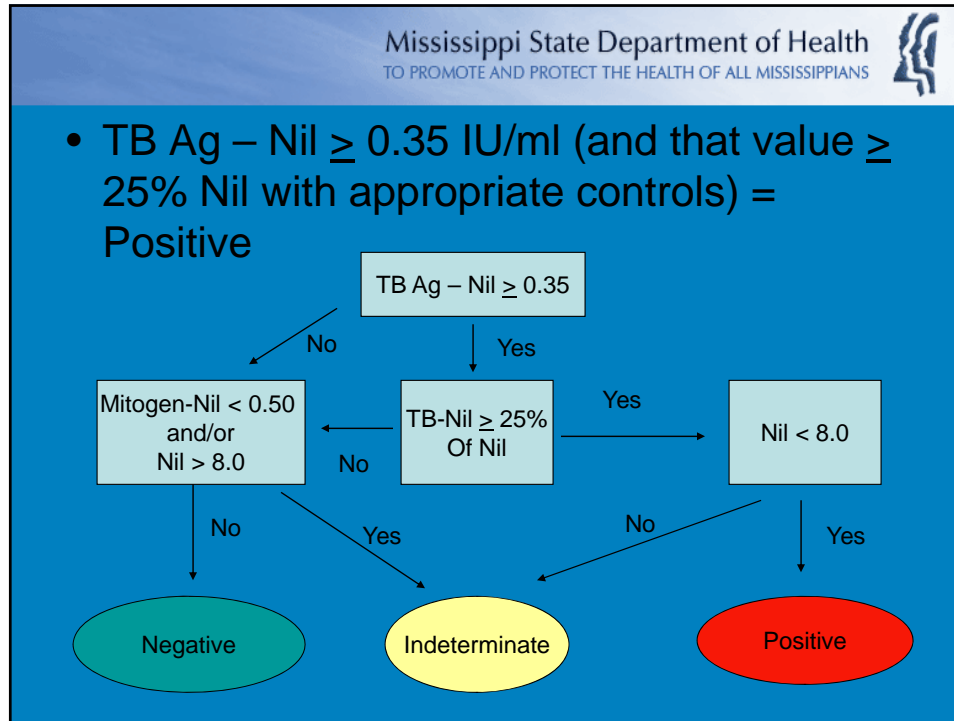 Mississippi State Department of Health
TO PROMOTE AND PROTECT THE HEALTH OF ALL MISSISSIPPIANS
• TB Ag – Nil ≥ 0.35 IU/ml (and that value ≥
25% Nil with appropriate controls) =
Positive
TB Ag – Nil ≥ 0.35
No
Yes
Mitogen-Nil < 0.50
and/or
Nil > 8.0
TB-Nil ≥ 25%
Of Nil
Yes
No
Nil < 8.0
No
Yes
No
Yes
Negative
Indeterminate
Positive